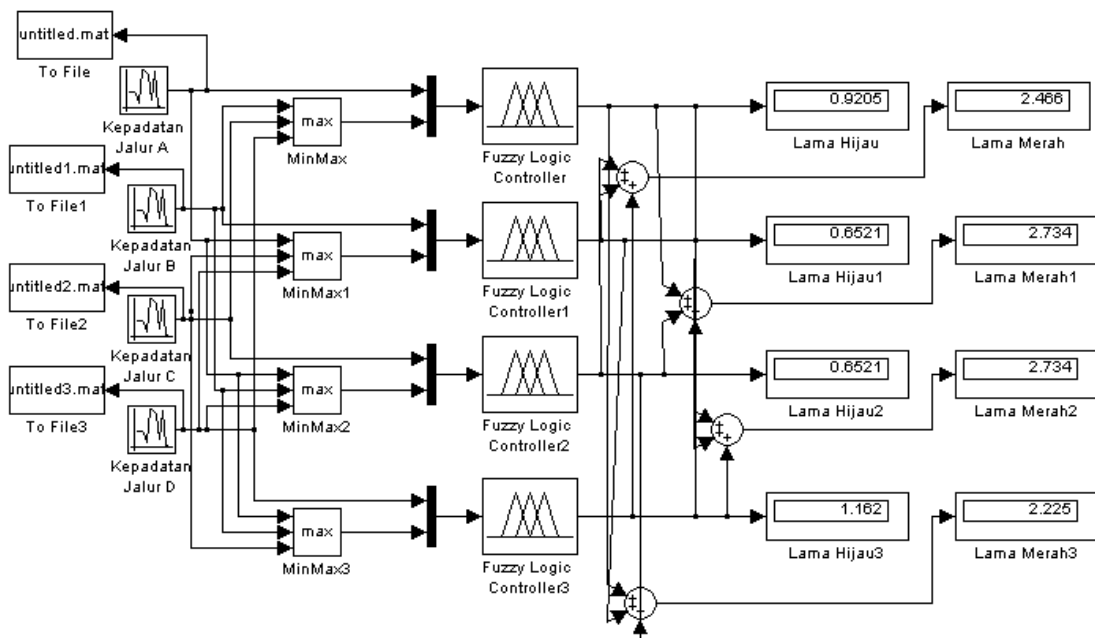 untitled.mat
To File
Kepadatan
Jalur A
untitled1.mat
To File1
Kepadatan
Jalur B
untitled2.mat
To File2
Kepadatan
Jalur C
untitled3.mat
To File3
Kepadatan
Jalur D
max
MinMax
max
MinMax1
max
MinMax2
max
MinMax3
Fuzzy Logic
Controller
Fuzzy Logic
Controller1
Fuzzy Logic
Controller2
Fuzzy Logic
Controller3
0.9205
Lama Hijau
2.466
Lama Merah
0.6521
Lama Hijau1
2.734
Lama Merah1
0.6521
Lama Hijau2
2.734
Lama Merah2
1.162
Lama Hijau3
2.225
Lama Merah3